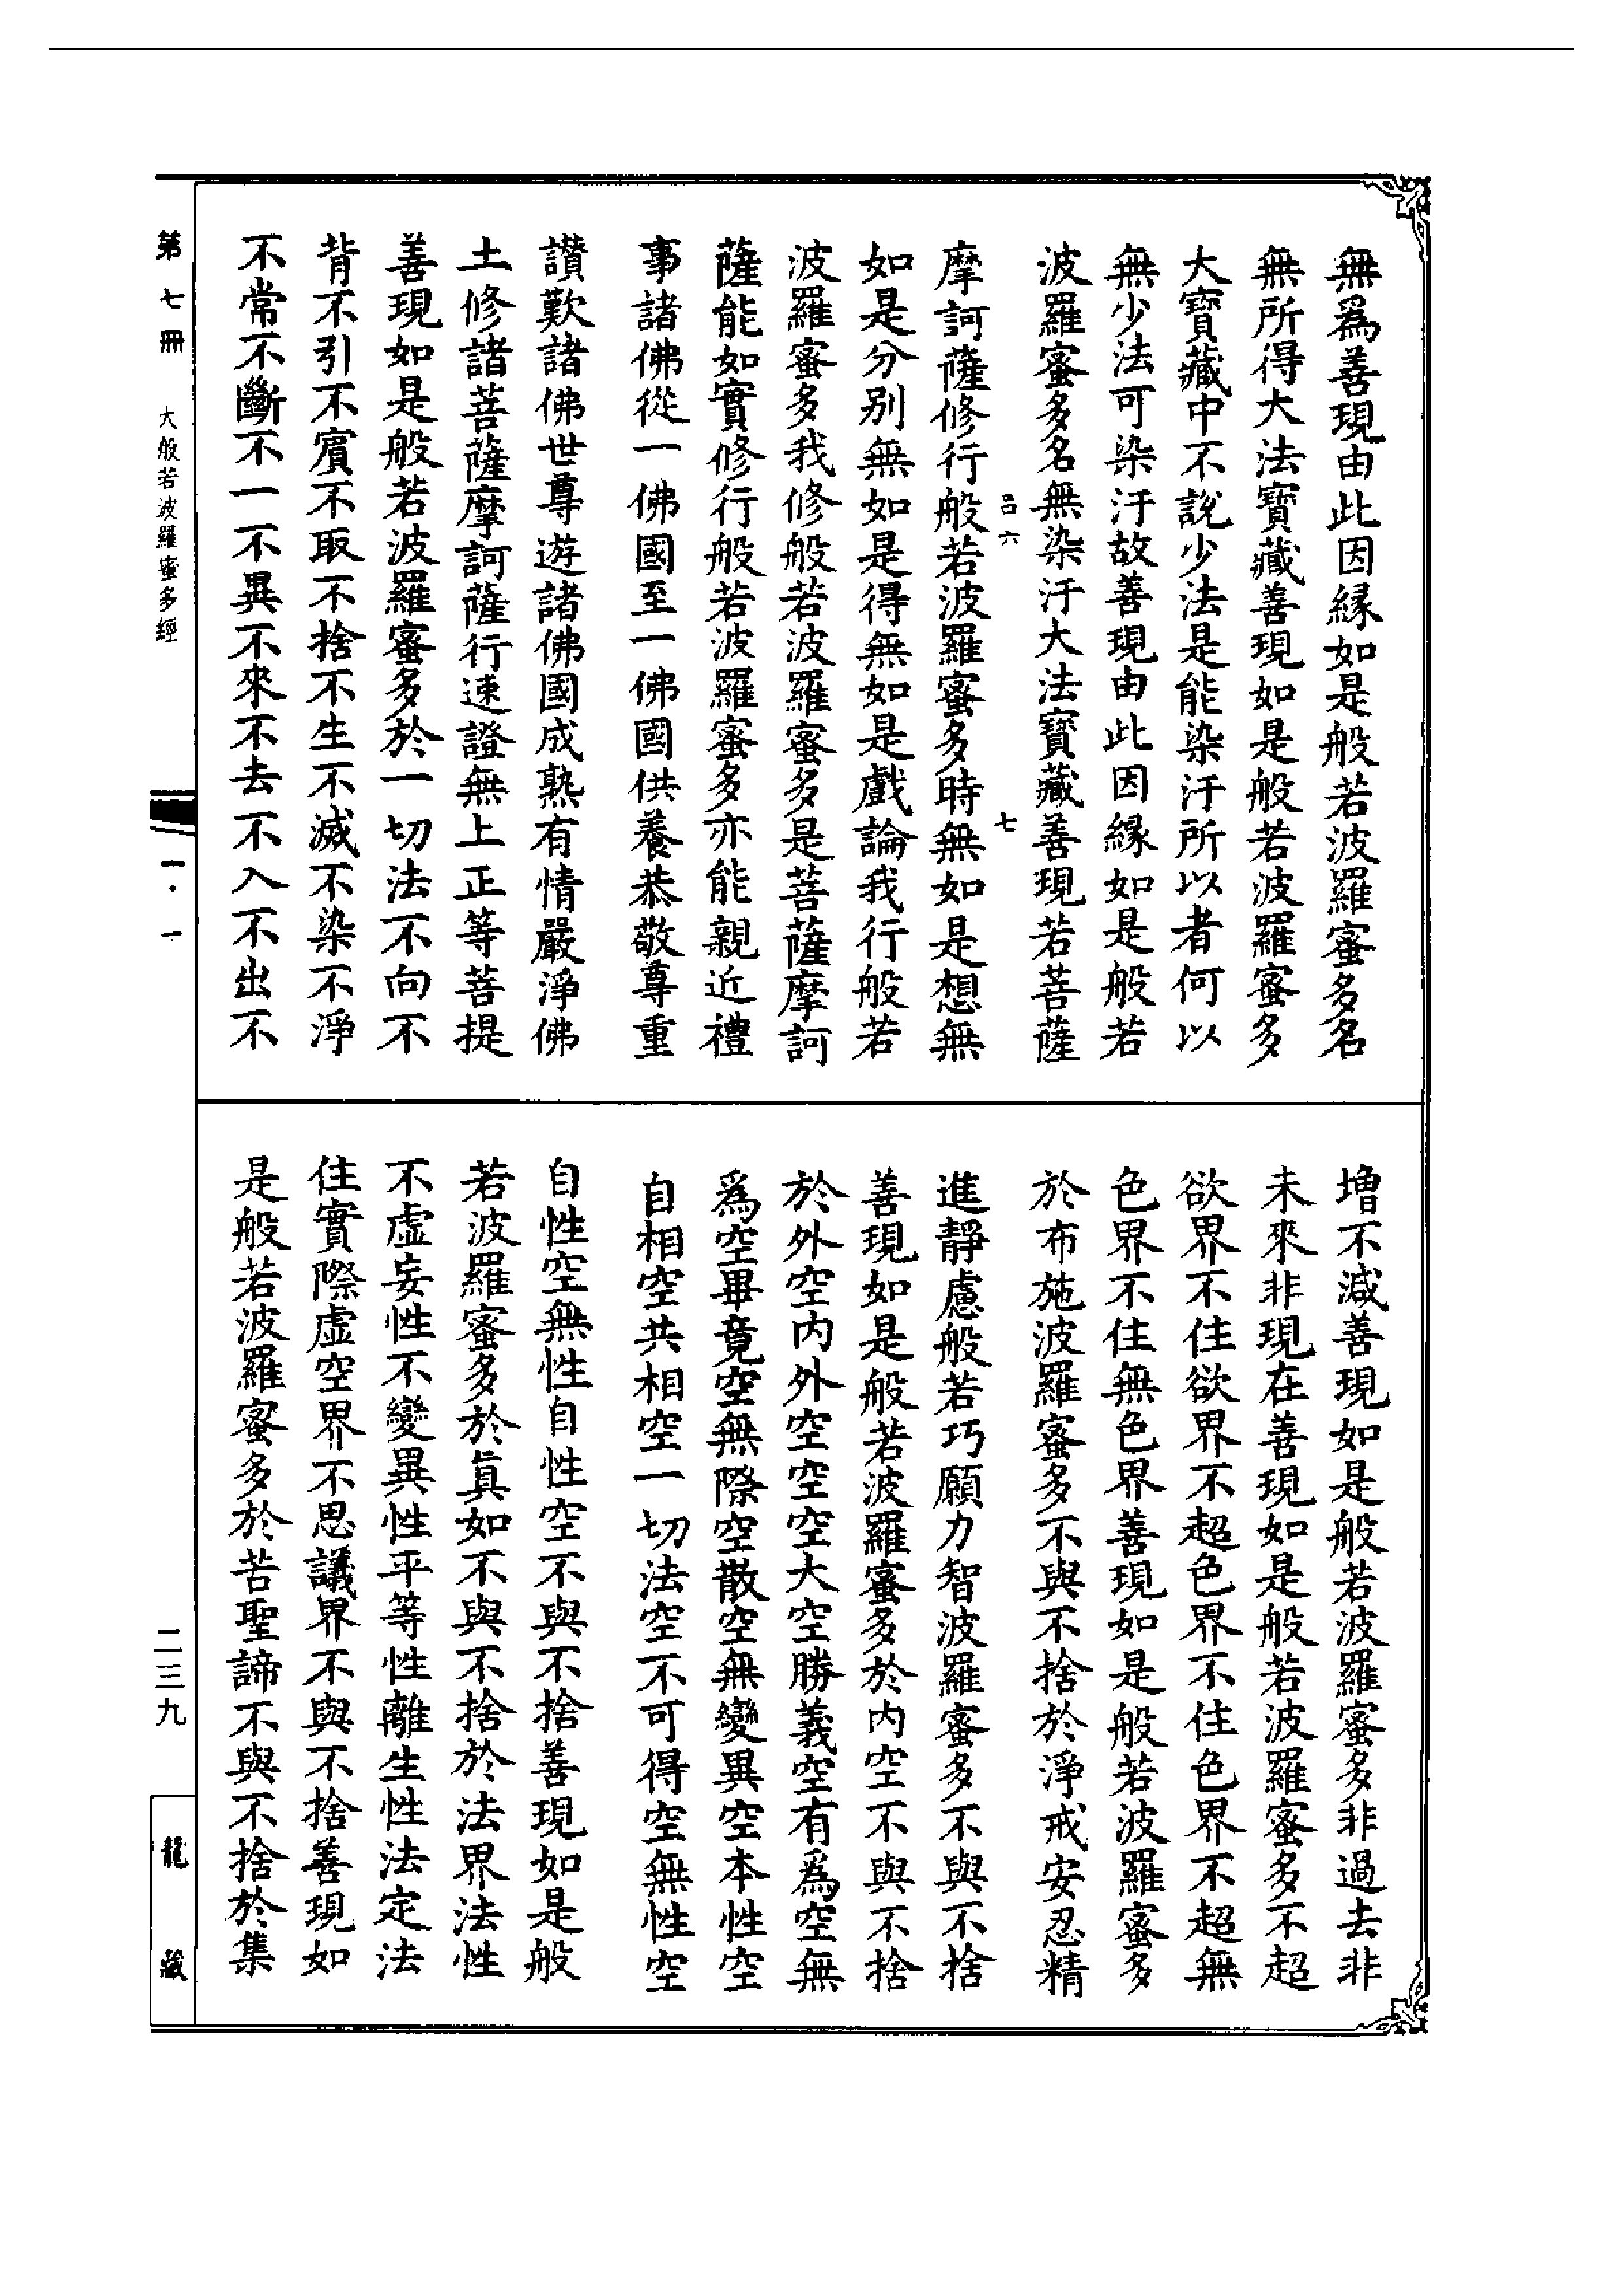 無爲善現由此因緣如是般若波羅蜜多名
無所得大法寶藏善現如是般若波羅蜜多
大寶藏中不說少法是能染汙所以者何以
無少法可染汙故善現由此因緣如是般若
波羅蜜多名無染汙大法寶藏善現若菩薩
呂六 七
摩訶薩修行般若波羅蜜多時無如是想無
如是分別無如是得無如是戲論我行般若
波羅蜜多我修般若波羅蜜多是菩薩摩訶
薩能如實修行般若波羅蜜多亦能親近禮
事諸佛從一佛國至一佛國供養恭敬尊重
讚歎諸佛世尊遊諸佛國成熟有情嚴淨佛
土修諸菩薩摩訶薩行速證無上正等菩提
善現如是般若波羅蜜多於一切法不向不
背不引不賓不取不捨不生不滅不染不淨
不常不斷不一不異不來不去不入不出不
增不減善現如是般若波羅蜜多非過去非
未來非現在善現如是般若波羅蜜多不超
欲界不住欲界不超色界不住色界不超無
色界不住無色界善現如是般若波羅蜜多
於布施波羅蜜多不與不捨於淨戒安忍精
進靜慮般若巧願力智波羅蜜多不與不捨
善現如是般若波羅蜜多於內空不與不捨
於外空內外空空空大空勝義空有爲空無
爲空畢竟空無際空散空無變異空本性空
自相空共相空一切法空不可得空無性空
自性空無性自性空不與不捨善現如是般
若波羅蜜多於眞如不與不捨於法界法性
不虛妄性不變異性平等性離生性法定法
住實際虛空界不思議界不與不捨善現如
是般若波羅蜜多於苦聖諦不與不捨於集
第七冊 大般若波羅蜜多經 一·一 二三九 龍藏